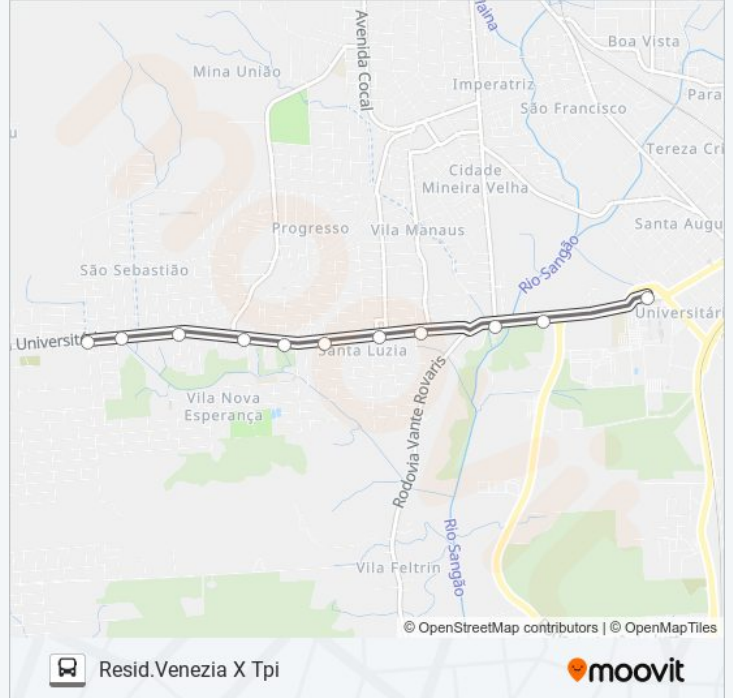 jaina
Boa Vista
Avenida Cocal
Mina União
Imperatriz
Para
São Francisco
Tereza Cri
Cidade
Mineira Velha
Santa Augu
Progresso
Vila Manaus
Rio Sangão
São Sebastião
Universitári
a Universitá
Santa Luzia
Rodovia Vante Rovaris
Vila Nova
Esperança
Rio Sangão
Vila Feltrin
© OpenStreetMap contributors | © OpenMapTiles
Resid.Venezia X Tpi
moovit